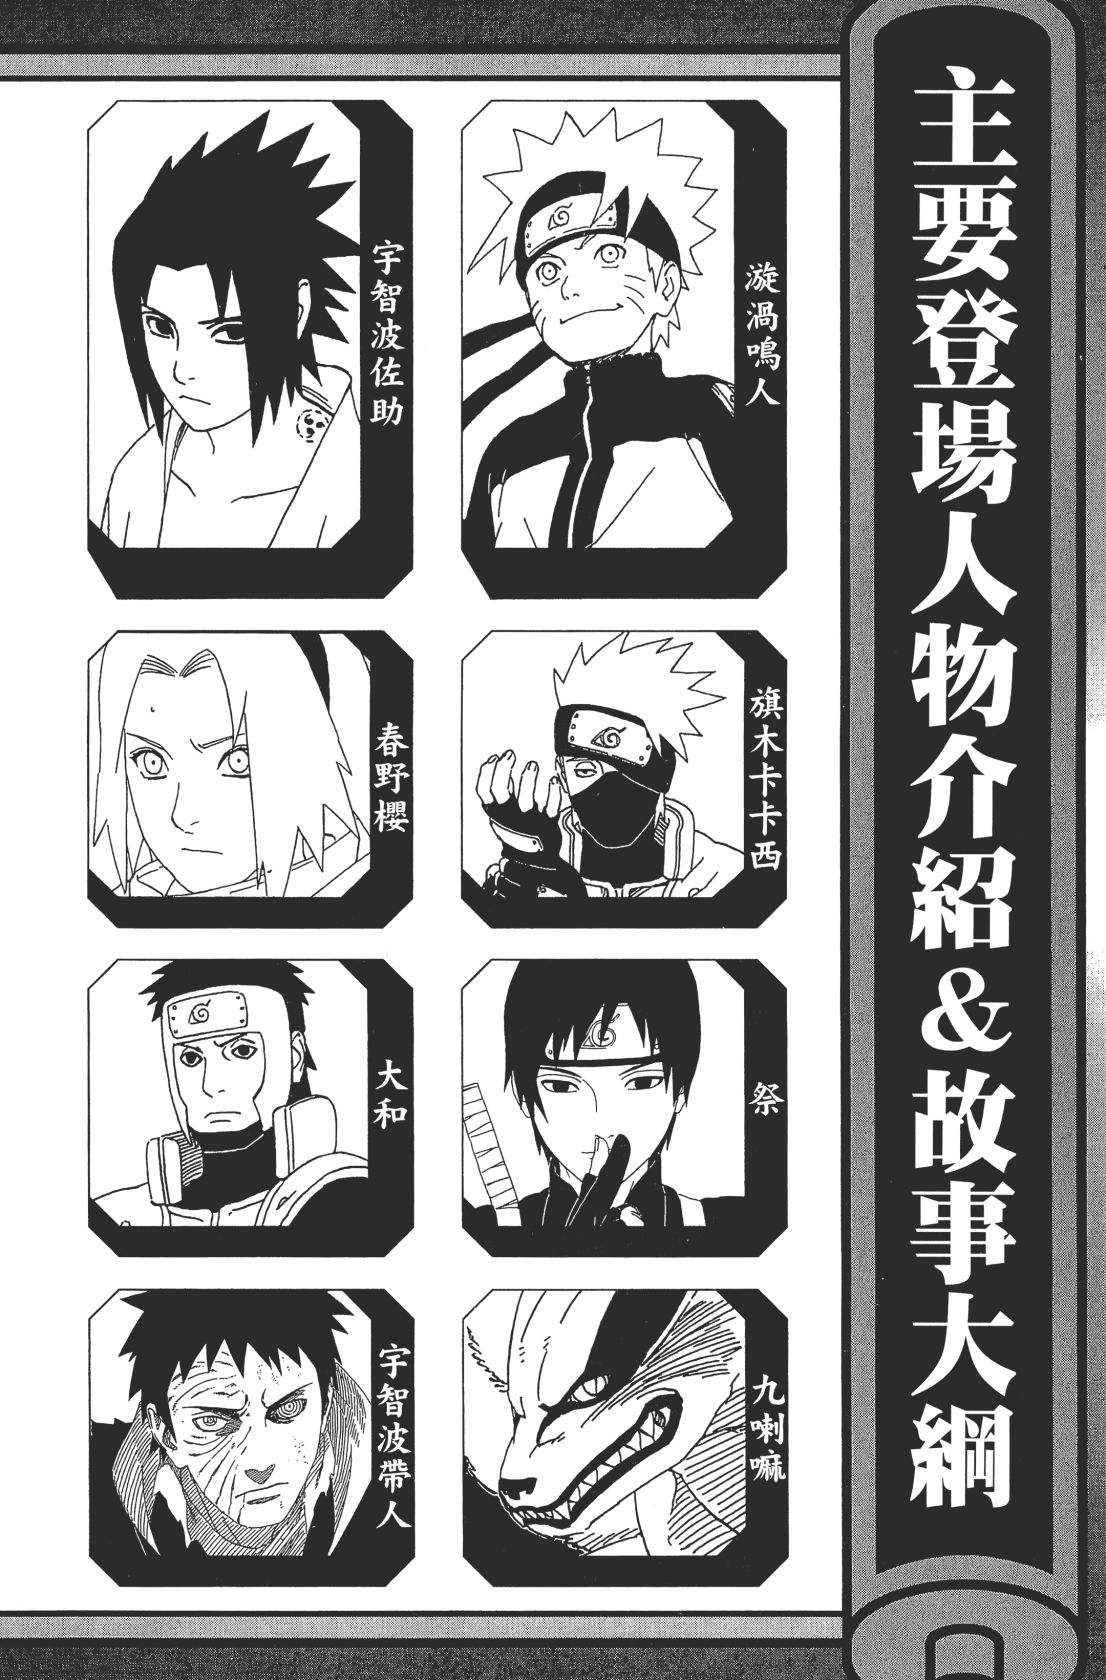 主要登場人物介紹&故事大綱
漩渦鳴人
宇智波佐助
旗木卡卡西
春野櫻
祭
大和
九喇嘛
宇智波帶人